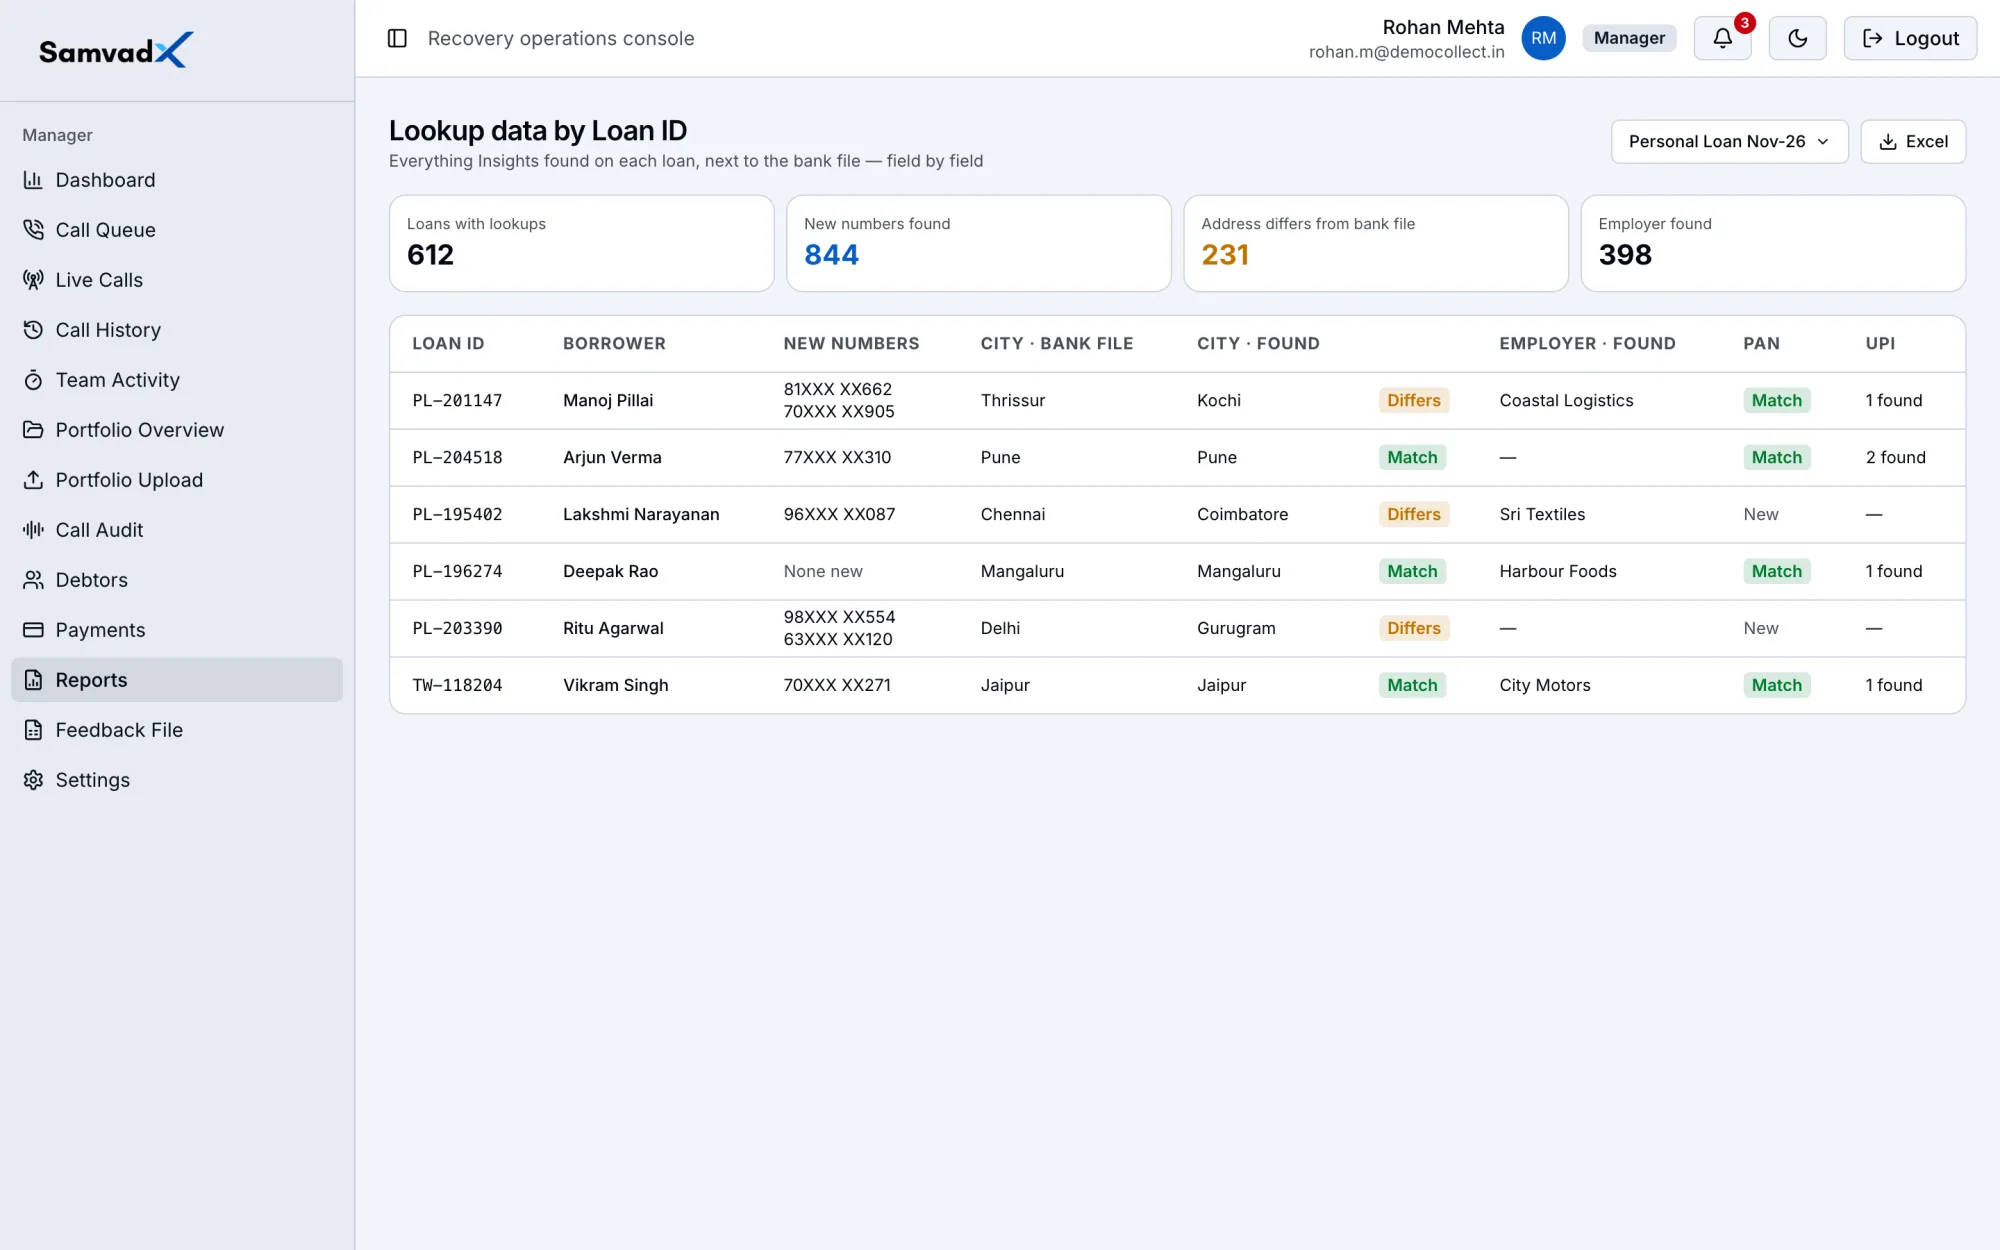 SamvadX
Manager
Dashboard
Call Queue
Live Calls
Call History
Team Activity
Portfolio Overview
Portfolio Upload
Call Audit
Debtors
Payments
Reports
Feedback File
Settings
Recovery operations console
Rohan Mehta
rohan.m@democollect.in
RM
Manager
3
Logout
Lookup data by Loan ID
Everything Insights found on each loan, next to the bank file — field by field
Personal Loan Nov-26
Excel
Loans with lookups
612
New numbers found
844
Address differs from bank file
231
Employer found
398
LOAN ID BORROWER NEW NUMBERS CITY · BANK FILE CITY · FOUND EMPLOYER · FOUND PAN UPI
PL-201147 Manoj Pillai 81XXX XX662 70XXX XX905 Thrissur Kochi Differs Coastal Logistics Match 1 found
PL-204518 Arjun Verma 77XXX XX310 Pune Pune Match — Match 2 found
PL-195402 Lakshmi Narayanan 96XXX XX087 Chennai Coimbatore Differs Sri Textiles New —
PL-196274 Deepak Rao None new Mangaluru Mangaluru Match Harbour Foods Match 1 found
PL-203390 Ritu Agarwal 98XXX XX554 63XXX XX120 Delhi Gurugram Differs — New —
TW-118204 Vikram Singh 70XXX XX271 Jaipur Jaipur Match City Motors Match 1 found